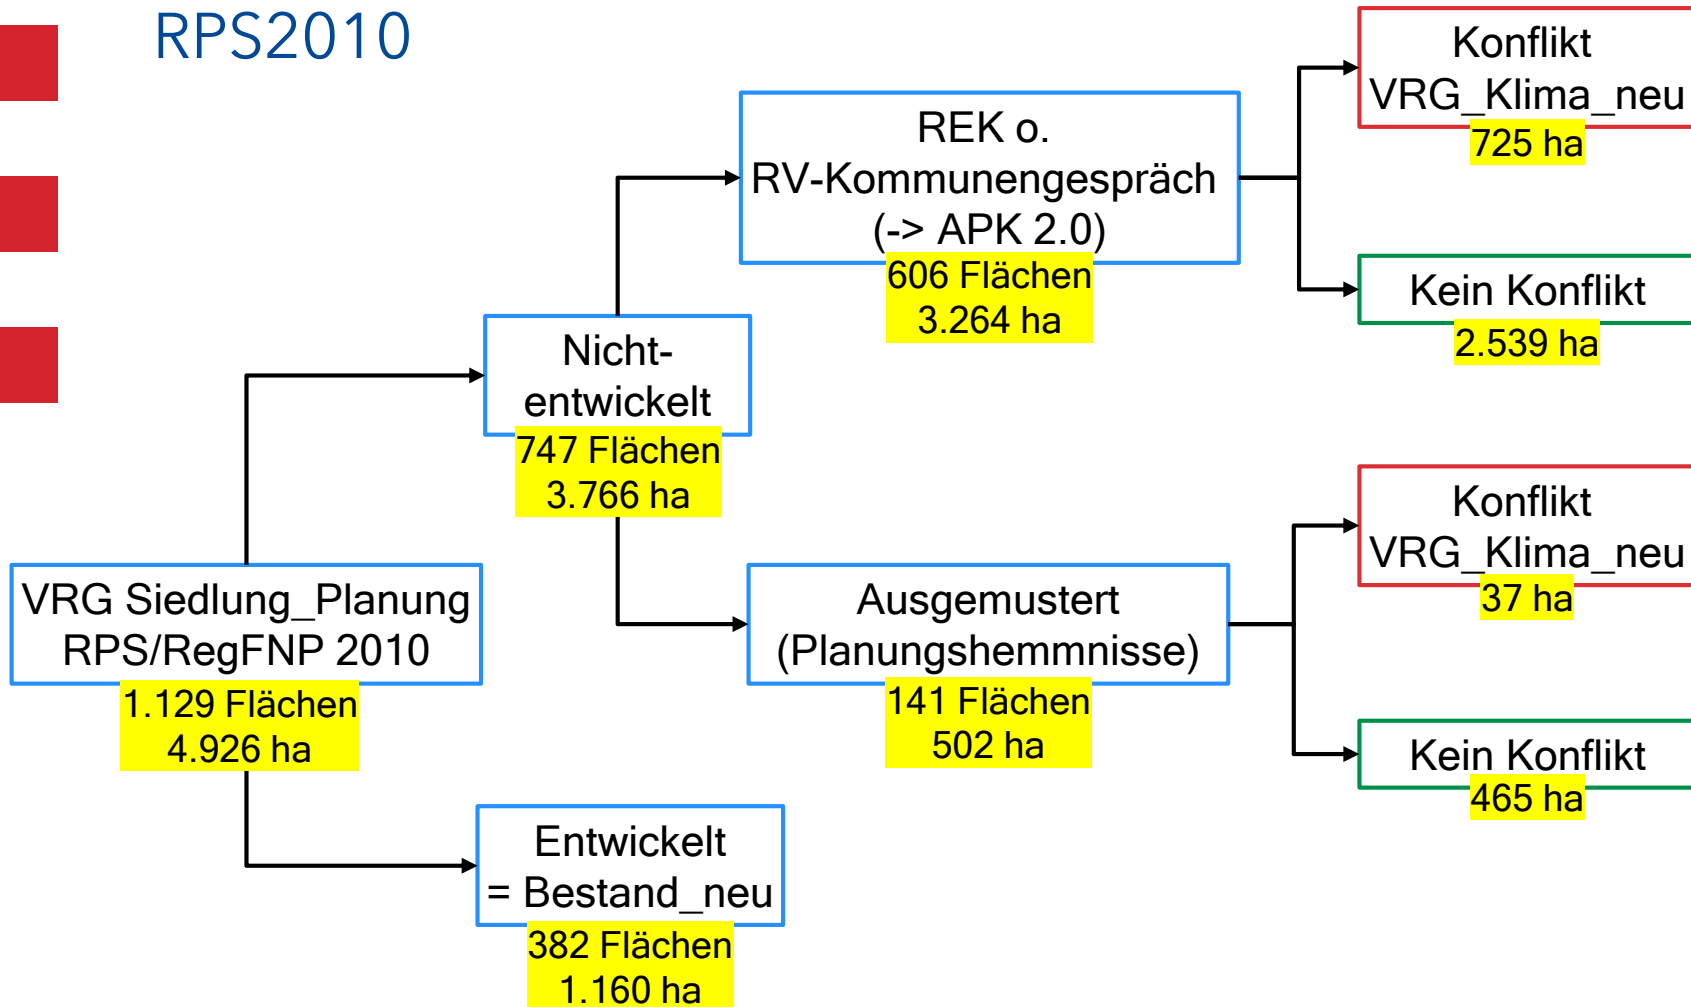 RPS2010
Konflikt
VRG_Klima_neu
725 ha
REK o.
RV-Kommunengespräch
(-> APK 2.0)
606 Flächen
3.264 ha
Kein Konflikt
2.539 ha
Nicht-
entwickelt
747 Flächen
3.766 ha
Konflikt
VRG_Klima_neu
37 ha
VRG Siedlung_Planung
RPS/RegFNP 2010
1.129 Flächen
4.926 ha
Ausgemustert
(Planungshemmnisse)
141 Flächen
502 ha
Kein Konflikt
465 ha
Entwickelt
= Bestand_neu
382 Flächen
1.160 ha